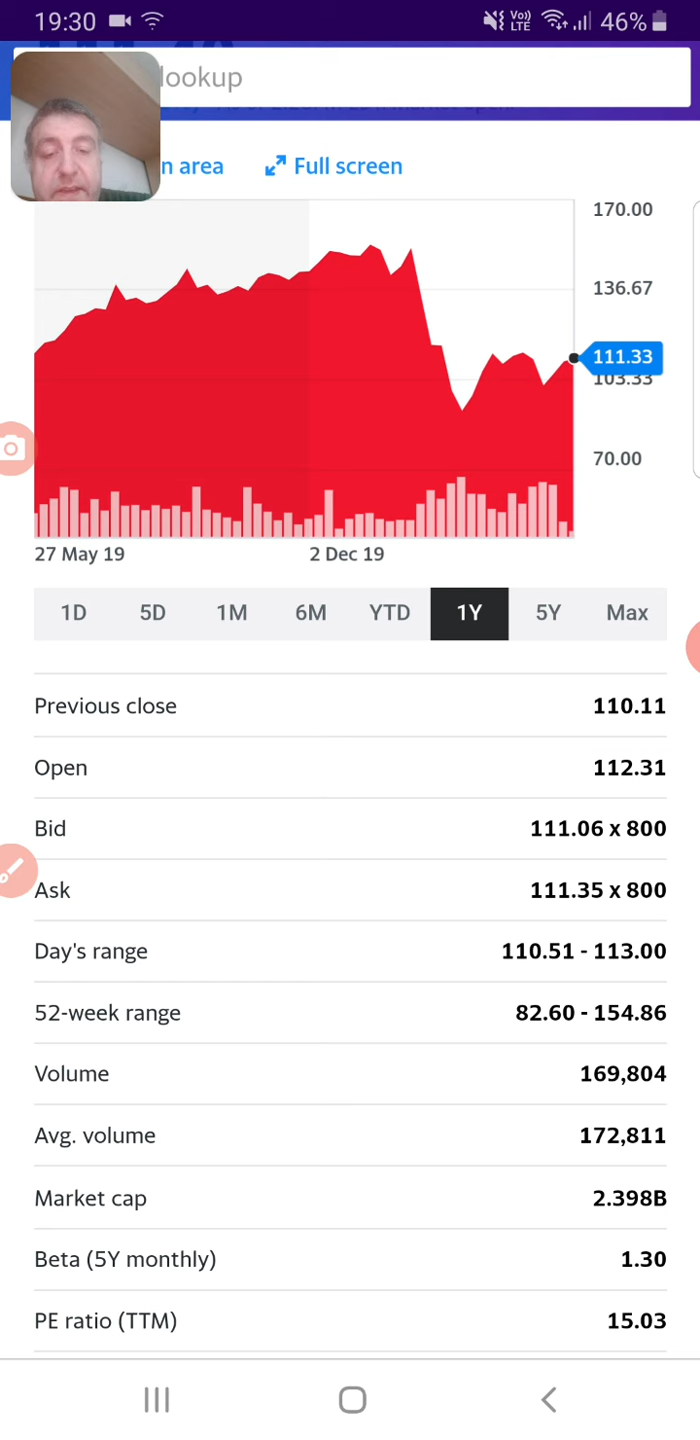 19:30 Vo) LTE 46%
lookup
n area Full screen
170.00
136.67
111.33
103.33
70.00
27 May 19 2 Dec 19
1D 5D 1M 6M YTD 1Y 5Y Max
Previous close 110.11
Open 112.31
Bid 111.06 x 800
Ask 111.35 x 800
Day's range 110.51 - 113.00
52-week range 82.60 - 154.86
Volume 169,804
Avg. volume 172,811
Market cap 2.398B
Beta (5Y monthly) 1.30
PE ratio (TTM) 15.03